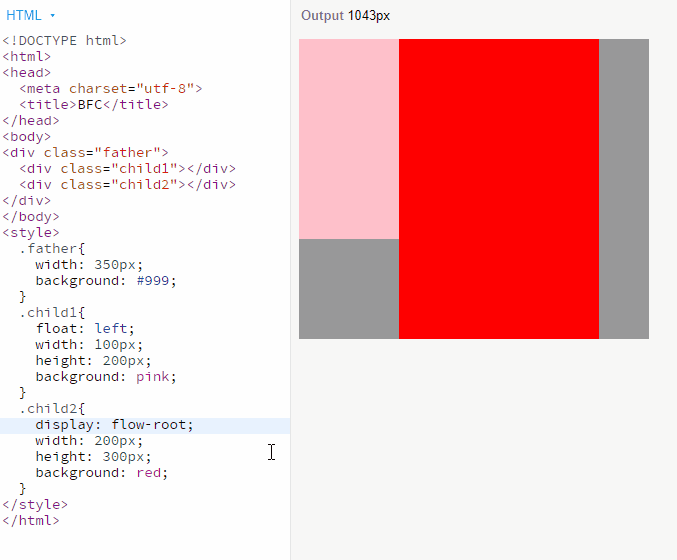 HTML
Output 1043px
<!DOCTYPE html>
<html>
<head>
  <meta charset="utf-8">
  <title>BFC</title>
</head>
<body>
<div class="father">
  <div class="child1"></div>
  <div class="child2"></div>
</div>
</body>
<style>
  .father{
    width: 350px;
    background: #999;
  }
  .child1{
    float: left;
    width: 100px;
    height: 200px;
    background: pink;
  }
  .child2{
    display: flow-root;
    width: 200px;
    height: 300px;
    background: red;
  }
</style>
</html>